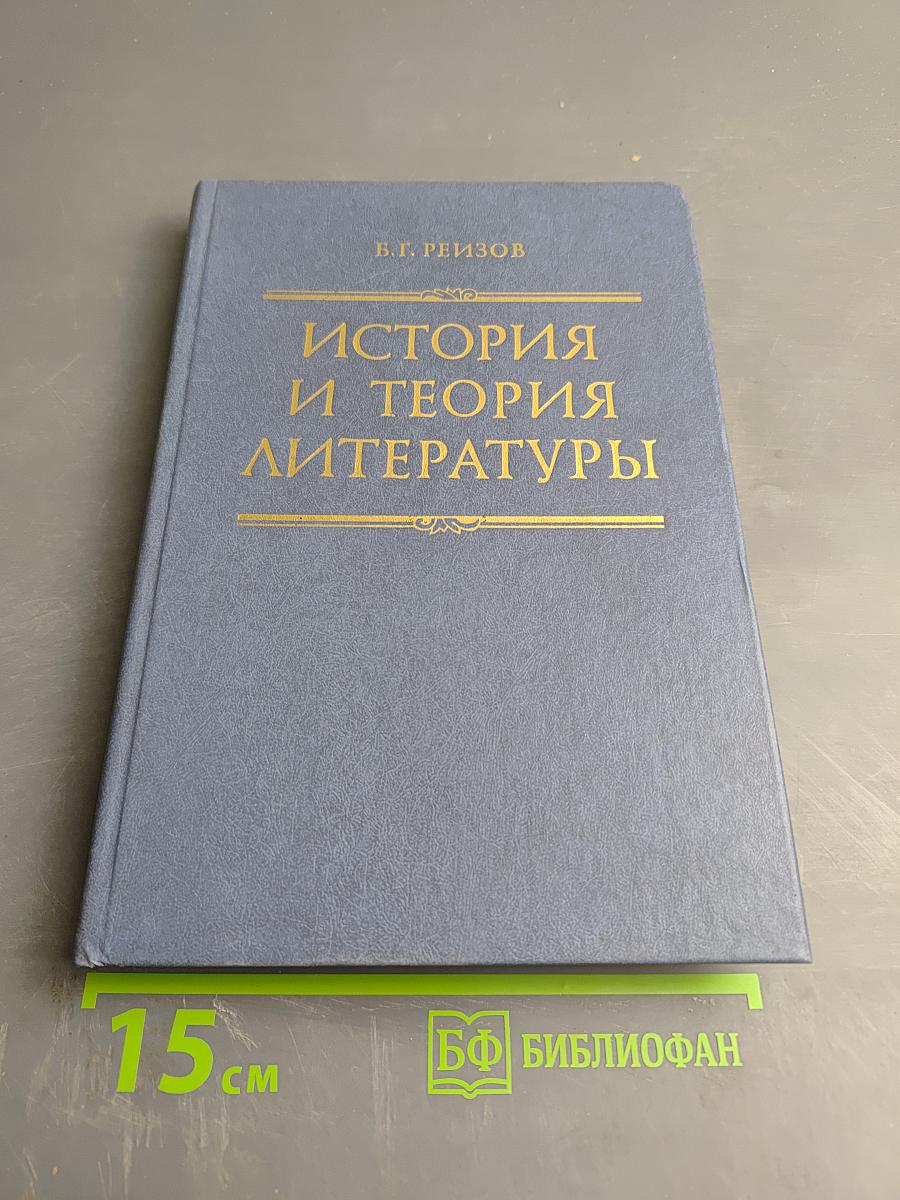 Б.Г. РЕИЗОВ
ИСТОРИЯ
И ТЕОРИЯ
ЛИТЕРАТУРЫ
15 см
БФ БИБЛИОФАН